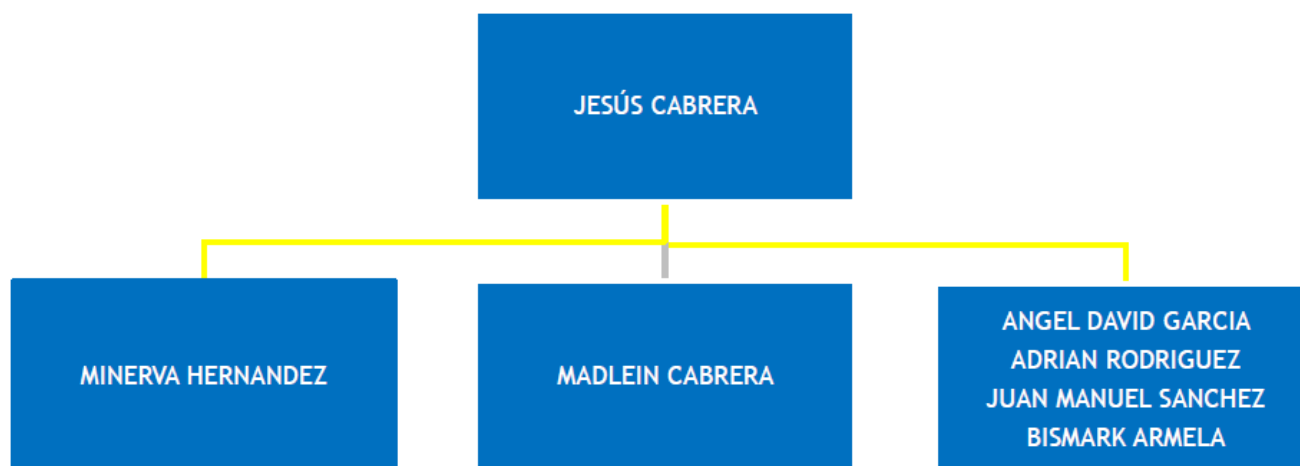 JESÚS CABRERA
MINERVA HERNANDEZ
MADLEIN CABRERA
ANGEL DAVID GARCIA
ADRIAN RODRIGUEZ
JUAN MANUEL SANCHEZ
BISMARK ARMELA